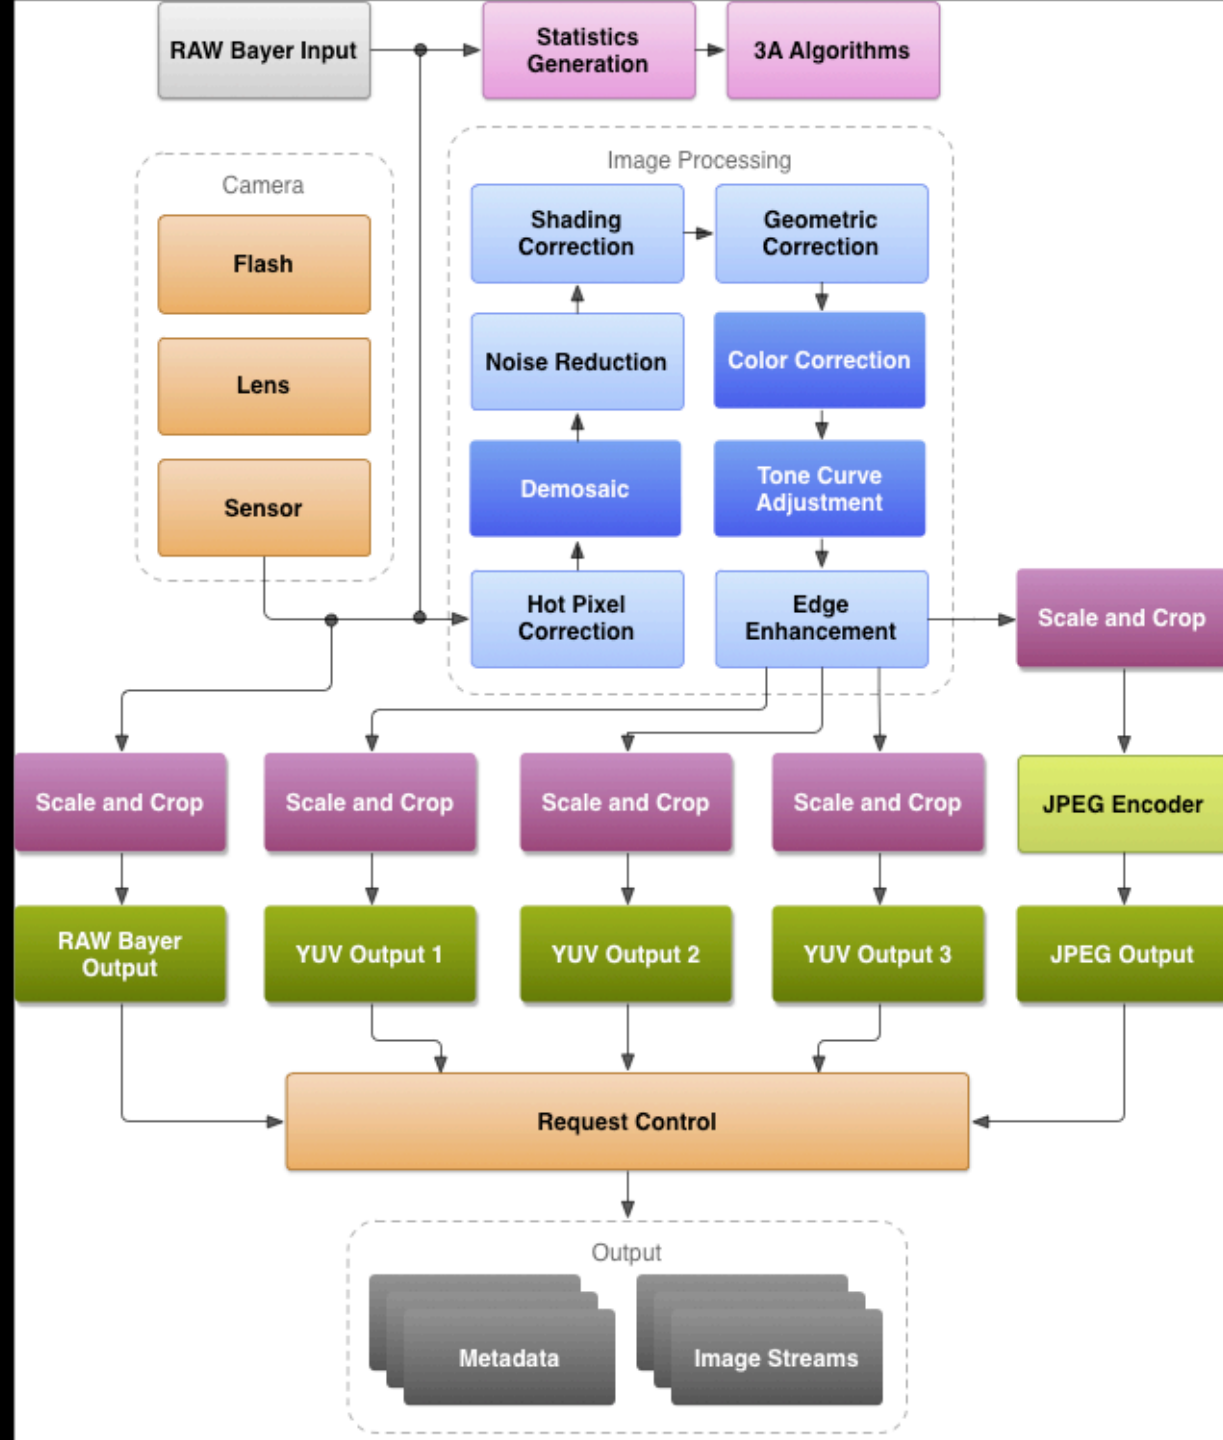 RAW Bayer Input
Statistics
Generation
3A Algorithms
Camera
Flash
Lens
Sensor
Image Processing
Shading
Correction
Geometric
Correction
Noise Reduction
Color Correction
Demosaic
Tone Curve
Adjustment
Hot Pixel
Correction
Edge
Enhancement
Scale and Crop
Scale and Crop
Scale and Crop
Scale and Crop
Scale and Crop
JPEG Encoder
RAW Bayer
Output
YUV Output 1
YUV Output 2
YUV Output 3
JPEG Output
Request Control
Output
Metadata
Image Streams